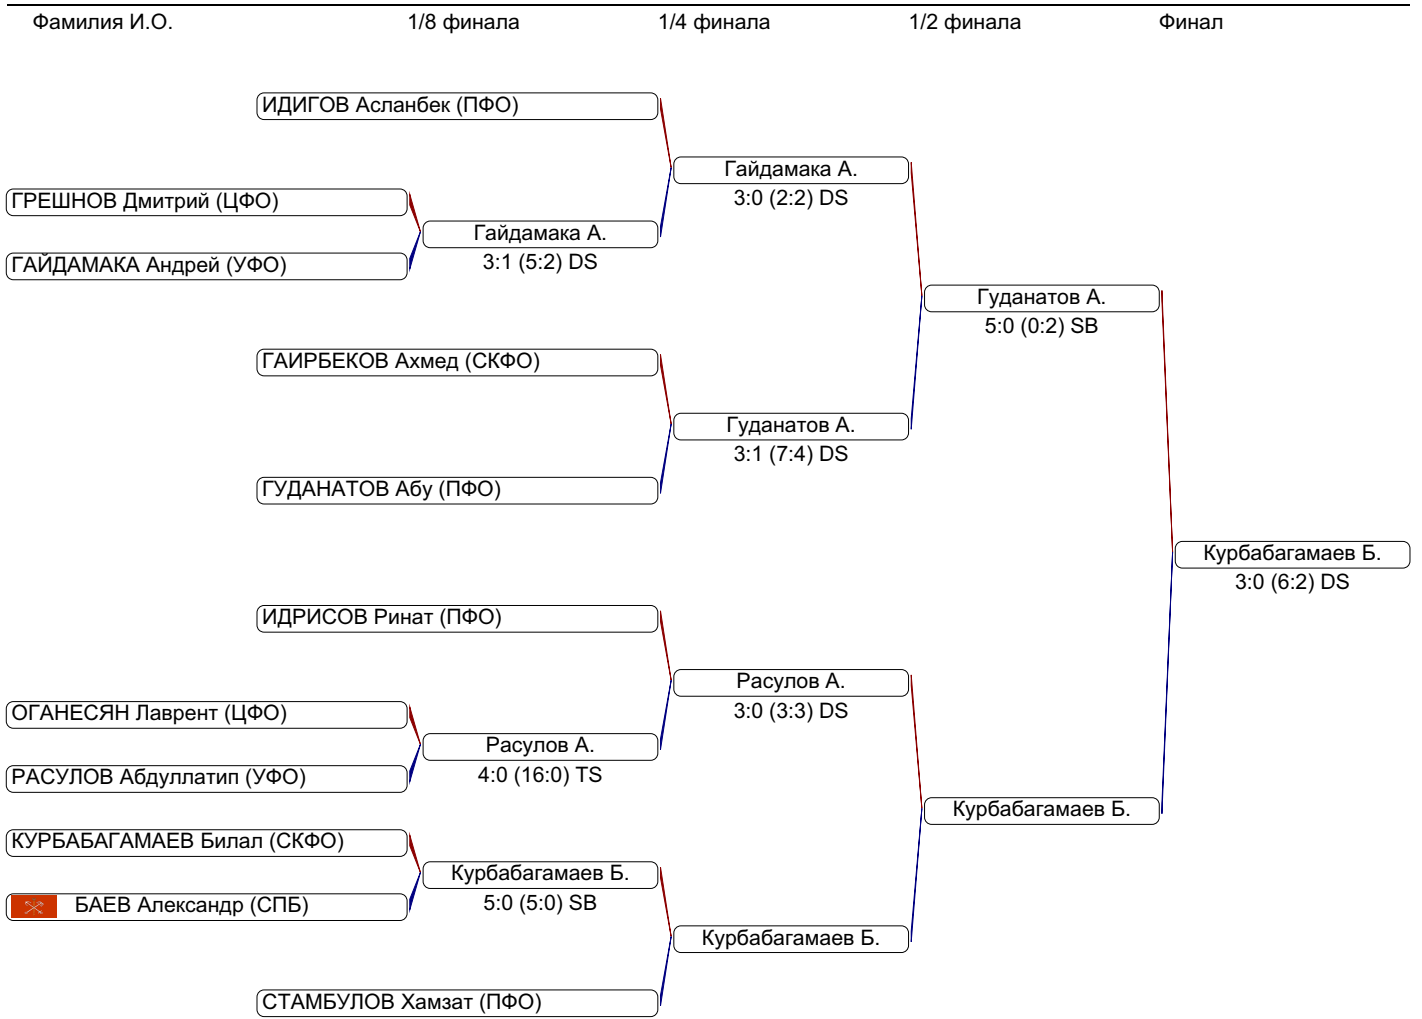 Фамилия И.О. 1/8 финала 1/4 финала 1/2 финала Финал
ИДИГОВ Асланбек (ПФО)
Гайдамака А.
3:0 (2:2) DS
ГРЕШНОВ Дмитрий (ЦФО)
Гайдамака А.
3:1 (5:2) DS
ГАЙДАМАКА Андрей (УФО)
Гуданатов А.
5:0 (0:2) SB
ГАИРБЕКОВ Ахмед (СКФО)
Гуданатов А.
3:1 (7:4) DS
ГУДАНАТОВ Абу (ПФО)
Курбабагамаев Б.
3:0 (6:2) DS
ИДРИСОВ Ринат (ПФО)
Расулов А.
3:0 (3:3) DS
ОГАНЕСЯН Лаврент (ЦФО)
Расулов А.
4:0 (16:0) TS
РАСУЛОВ Абдуллатип (УФО)
Курбабагамаев Б.
КУРБАБАГАМАЕВ Билал (СКФО)
Курбабагамаев Б.
5:0 (5:0) SB
БАЕВ Александр (СПБ)
Курбабагамаев Б.
СТАМБУЛОВ Хамзат (ПФО)